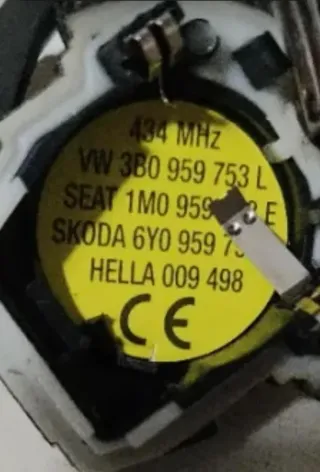 434 MHz
VW 3B0 959 753 L
SEAT 1M0 959 E
SKODA 6Y0 959
HELLA 009 498
CE